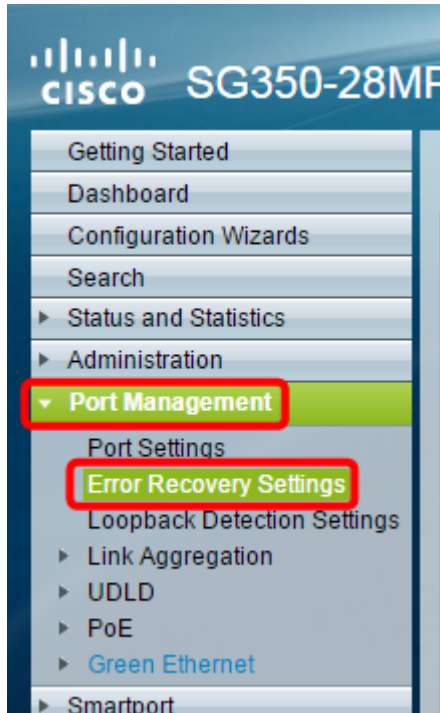 CISCO SG350-28MP
Getting Started
Dashboard
Configuration Wizards
Search
Status and Statistics
Administration
Port Management
Port Settings
Error Recovery Settings
Loopback Detection Settings
Link Aggregation
UDLD
PoE
Green Ethernet
Smartport